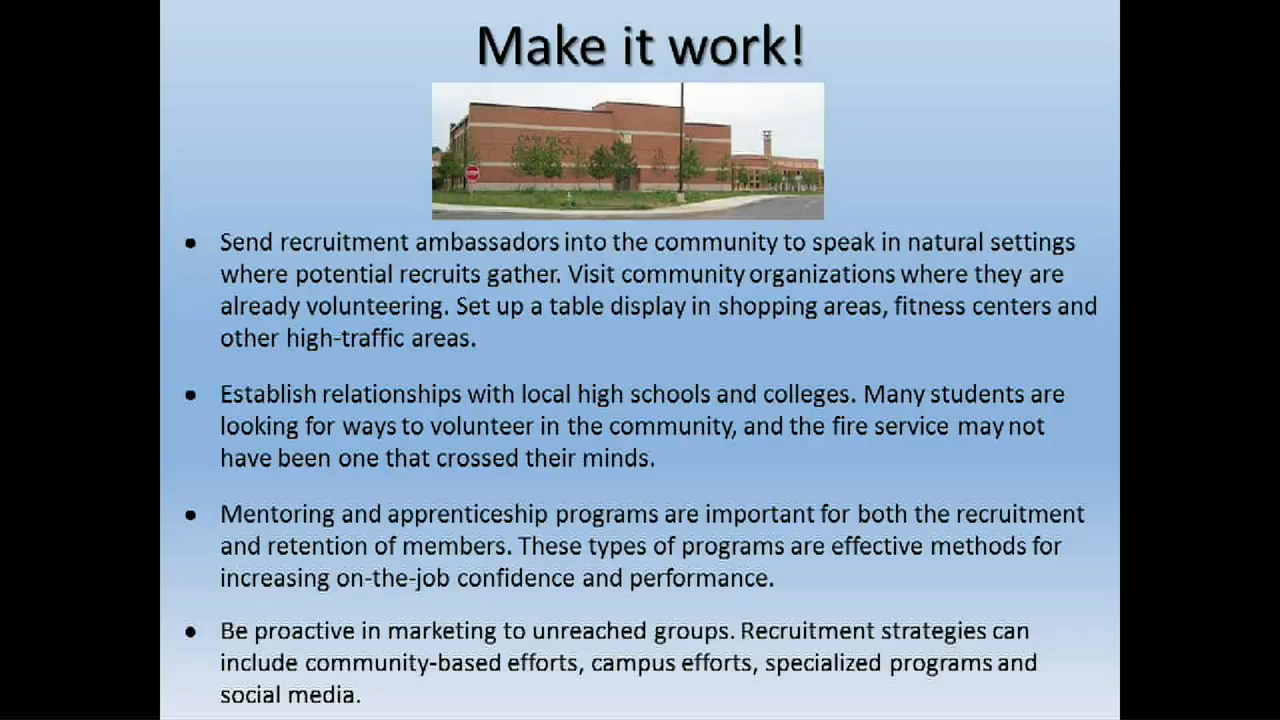 Make it work!
● Send recruitment ambassadors into the community to speak in natural settings
where potential recruits gather. Visit community organizations where they are
already volunteering. Set up a table display in shopping areas, fitness centers and
other high-traffic areas.
● Establish relationships with local high schools and colleges. Many students are
looking for ways to volunteer in the community, and the fire service may not
have been one that crossed their minds.
● Mentoring and apprenticeship programs are important for both the recruitment
and retention of members. These types of programs are effective methods for
increasing on-the-job confidence and performance.
● Be proactive in marketing to unreached groups. Recruitment strategies can
include community-based efforts, campus efforts, specialized programs and
social media.